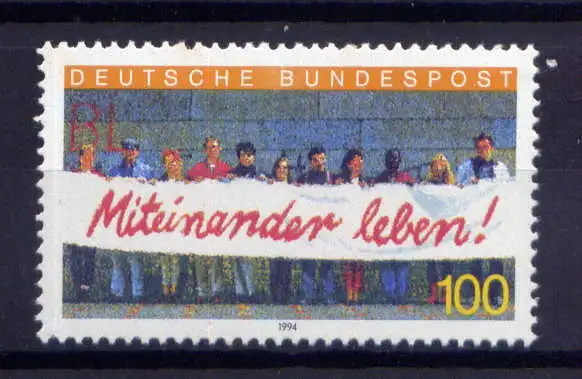 DEUTSCHE BUNDESPOST
Miteinander leben!
100
1994